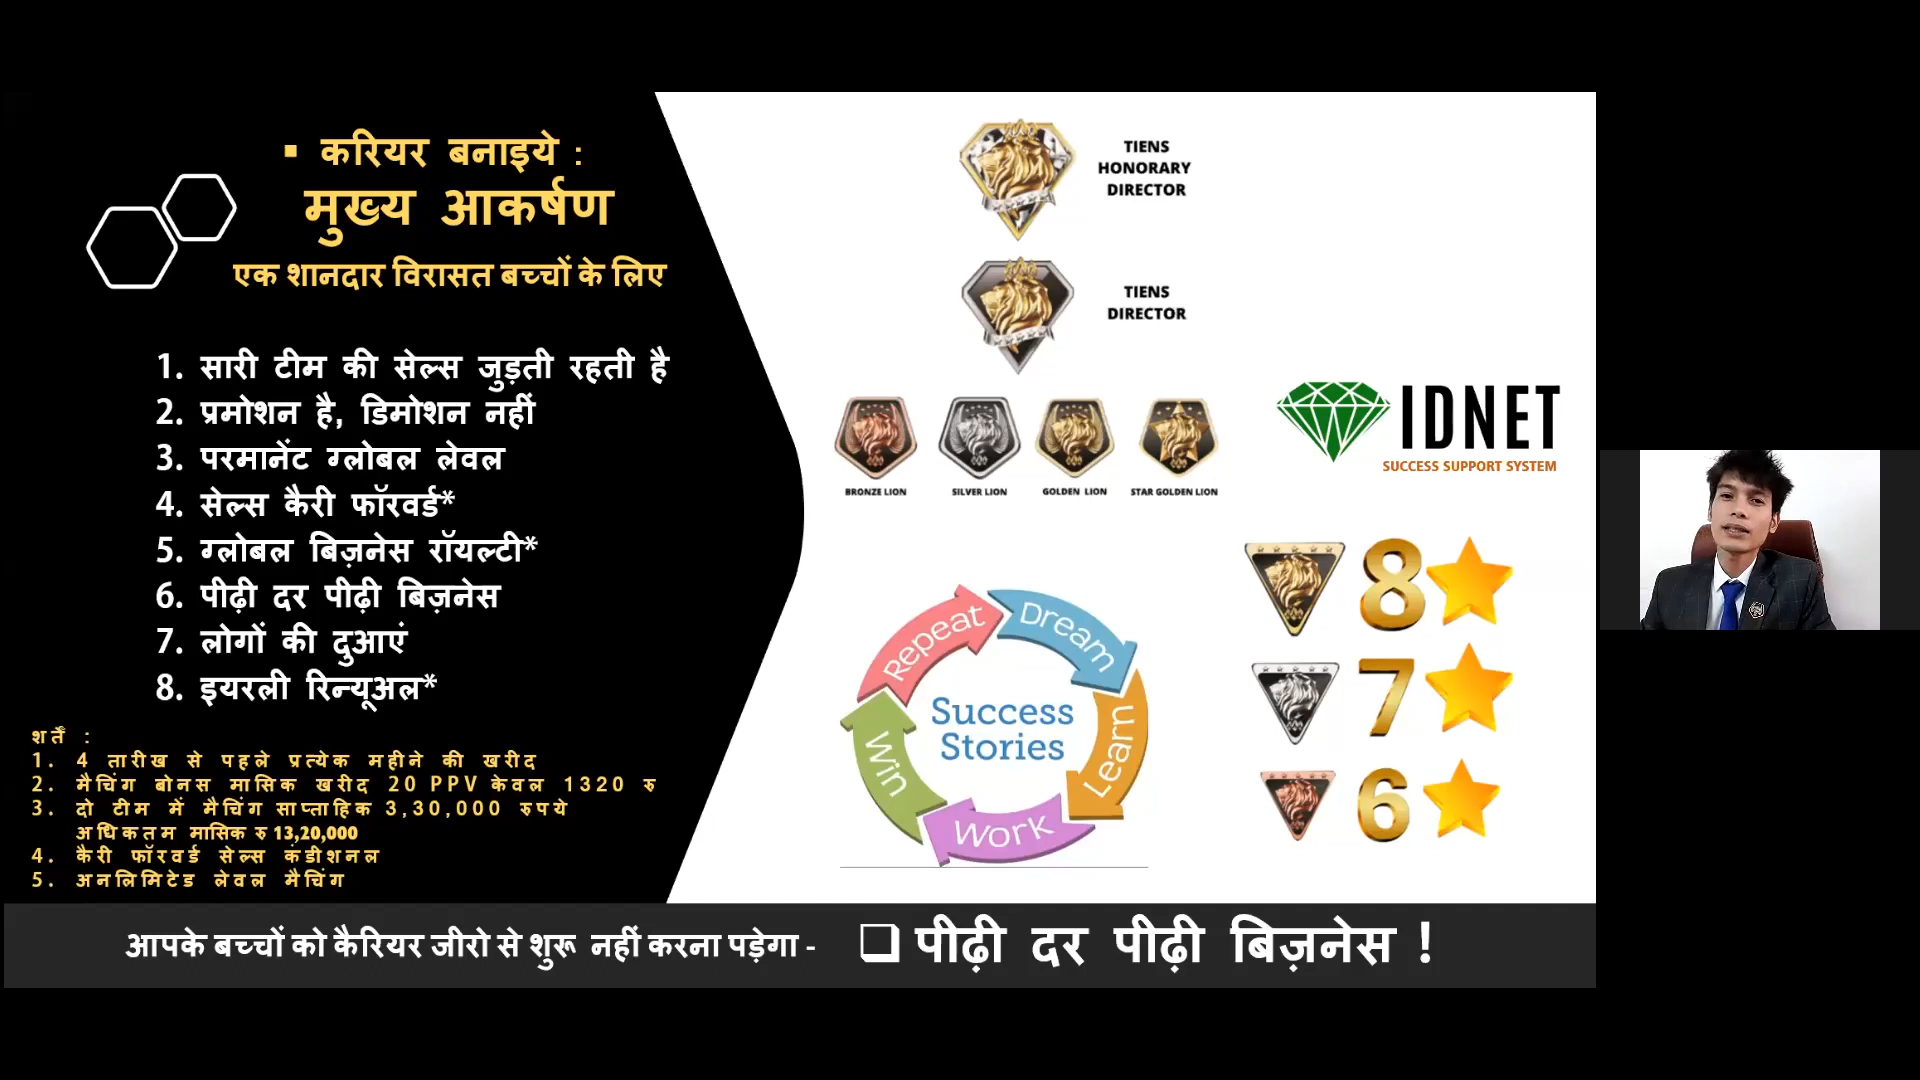 ▪ करियर बनाइये :
मुख्य आकर्षण
एक शानदार विरासत बच्चों के लिए
1. सारी टीम की सेल्स जुड़ती रहती है
2. प्रमोशन है, डिमोशन नहीं
3. परमानेंट ग्लोबल लेवल
4. सेल्स कैरी फॉरवर्ड*
5. ग्लोबल बिज़नेस रॉयल्टी*
6. पीढ़ी दर पीढ़ी बिज़नेस
7. लोगों की दुआएं
8. इयरली रिन्यूअल*
शर्तें :
1. 4 तारीख से पहले प्रत्येक महीने की खरीद
2. मैचिंग बोनस मासिक खरीद 20 PPV केवल 1320 रु
3. दो टीम में मैचिंग साप्ताहिक 3,30,000 रुपये
अधिकतम मासिक रु 13,20,000
4. कैरी फॉरवर्ड सेल्स कंडीशनल
5. अनलिमिटेड लेवल मैचिंग
TIENS
HONORARY
DIRECTOR
TIENS
DIRECTOR
BRONZE LION
SILVER LION
GOLDEN LION
STAR GOLDEN LION
IDNET
SUCCESS SUPPORT SYSTEM
Dream
Learn
Work
Win
Repeat
Success
Stories
8
7
6
आपके बच्चों को कैरियर जीरो से शुरू नहीं करना पड़ेगा -
❑ पीढ़ी दर पीढ़ी बिज़नेस !